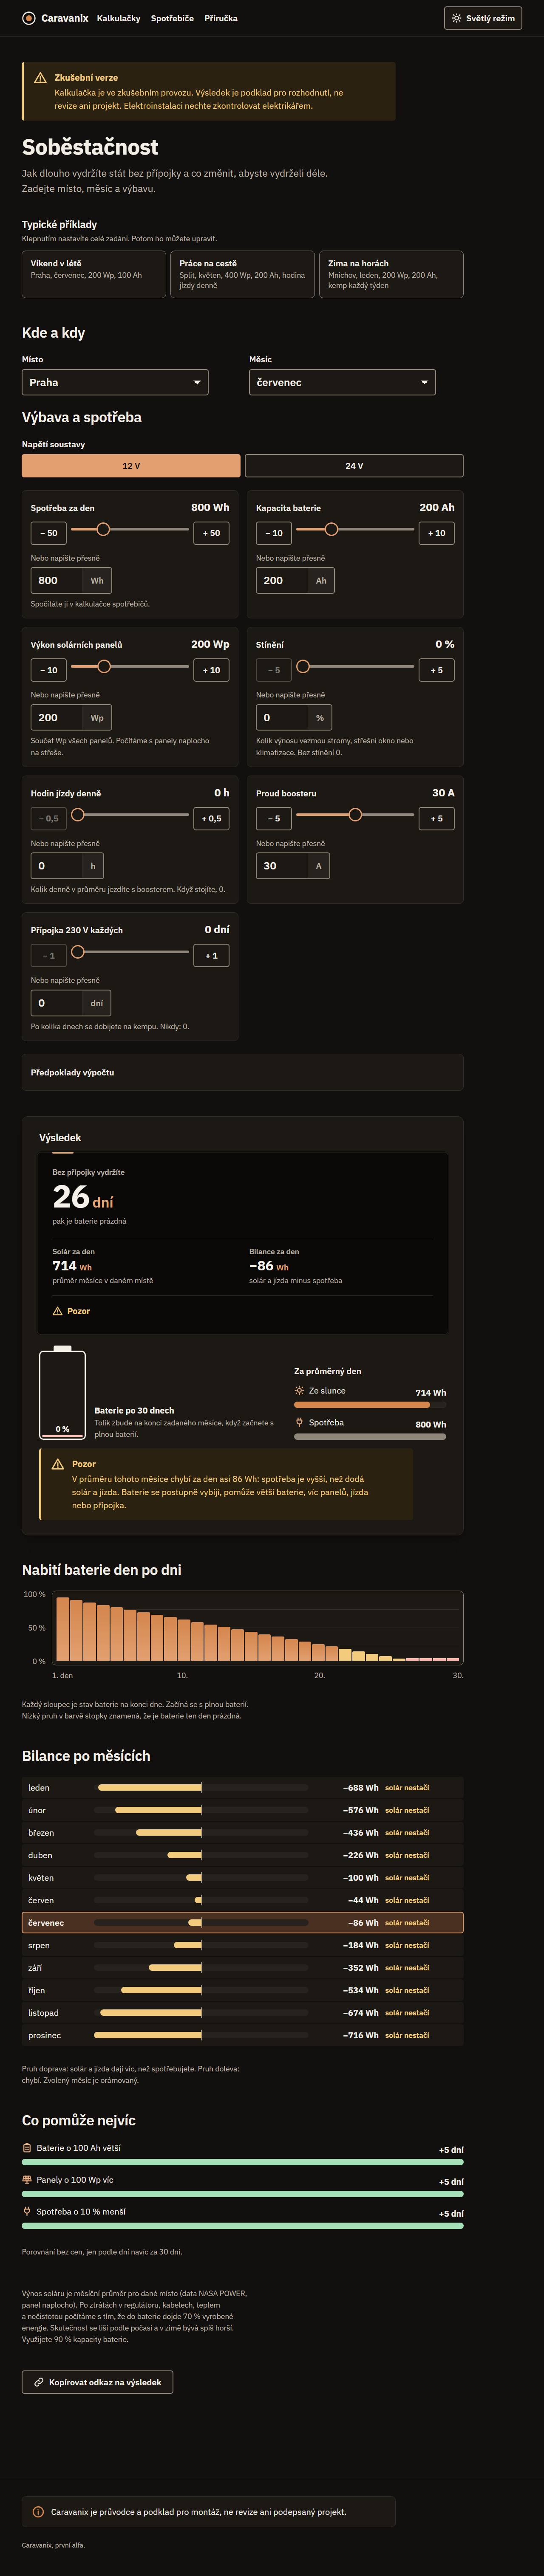 Caravanix Kalkulačky Spotřebiče Příručka Světlý režim
Zkušební verze
Kalkulačka je ve zkušebním provozu. Výsledek je podklad pro rozhodnutí, ne
revize ani projekt. Elektroinstalaci nechte zkontrolovat elektrikářem.
Soběstačnost
Jak dlouho vydržíte stát bez přípojky a co změnit, abyste vydrželi déle.
Zadejte místo, měsíc a výbavu.
Typické příklady
Klepnutím nastavíte celé zadání. Potom ho můžete upravit.
Víkend v létě
Praha, červenec, 200 Wp, 100 Ah
Práce na cestě
Split, květen, 400 Wp, 200 Ah, hodina
jízdy denně
Zima na horách
Mnichov, leden, 200 Wp, 200 Ah,
kemp každý týden
Kde a kdy
Místo
Praha
Měsíc
červenec
Výbava a spotřeba
Napětí soustavy
12 V
24 V
Spotřeba za den 800 Wh
− 50
+ 50
Nebo napište přesně
800 Wh
Spočítáte ji v kalkulačce spotřebičů.
Kapacita baterie 200 Ah
− 10
+ 10
Nebo napište přesně
200 Ah
Výkon solárních panelů 200 Wp
− 10
+ 10
Nebo napište přesně
200 Wp
Součet Wp všech panelů. Počítáme s panely naplocho
na střeše.
Stínění 0 %
− 5
+ 5
Nebo napište přesně
0 %
Kolik výnosu vezmou stromy, střešní okno nebo
klimatizace. Bez stínění 0.
Hodin jízdy denně 0 h
− 0,5
+ 0,5
Nebo napište přesně
0 h
Kolik denně v průměru jezdíte s boosterem. Když stojíte, 0.
Proud boosteru 30 A
− 5
+ 5
Nebo napište přesně
30 A
Přípojka 230 V každých 0 dní
− 1
+ 1
Nebo napište přesně
0 dní
Po kolika dnech se dobijete na kempu. Nikdy: 0.
Předpoklady výpočtu
Výsledek
Bez přípojky vydržíte
26 dní
pak je baterie prázdná
Solár za den
714 Wh
průměr měsíce v daném místě
Bilance za den
−86 Wh
solár a jízda minus spotřeba
Pozor
0 %
Baterie po 30 dnech
Tolik zbude na konci zadaného měsíce, když začnete s
plnou baterií.
Za průměrný den
Ze slunce 714 Wh
Spotřeba 800 Wh
Pozor
V průměru tohoto měsíce chybí za den asi 86 Wh: spotřeba je vyšší, než dodá
solár a jízda. Baterie se postupně vybíjí, pomůže větší baterie, víc panelů, jízda
nebo přípojka.
Nabití baterie den po dni
100 %
50 %
0 %
1. den 10. 20. 30.
Každý sloupec je stav baterie na konci dne. Začíná se s plnou baterií.
Nízký pruh v barvě stopky znamená, že je baterie ten den prázdná.
Bilance po měsících
leden −688 Wh solár nestačí
únor −576 Wh solár nestačí
březen −436 Wh solár nestačí
duben −226 Wh solár nestačí
květen −100 Wh solár nestačí
červen −44 Wh solár nestačí
červenec −86 Wh solár nestačí
srpen −184 Wh solár nestačí
září −352 Wh solár nestačí
říjen −534 Wh solár nestačí
listopad −674 Wh solár nestačí
prosinec −716 Wh solár nestačí
Pruh doprava: solár a jízda dají víc, než spotřebujete. Pruh doleva:
chybí. Zvolený měsíc je orámovaný.
Co pomůže nejvíc
Baterie o 100 Ah větší +5 dní
Panely o 100 Wp víc +5 dní
Spotřeba o 10 % menší +5 dní
Porovnání bez cen, jen podle dní navíc za 30 dní.
Výnos soláru je měsíční průměr pro dané místo (data NASA POWER,
panel naplocho). Po ztrátách v regulátoru, kabelech, teplem
a nečistotou počítáme s tím, že do baterie dojde 70 % vyrobené
energie. Skutečnost se liší podle počasí a v zimě bývá spíš horší.
Využijete 90 % kapacity baterie.
Kopírovat odkaz na výsledek
Caravanix je průvodce a podklad pro montáž, ne revize ani podepsaný projekt.
Caravanix, první alfa.